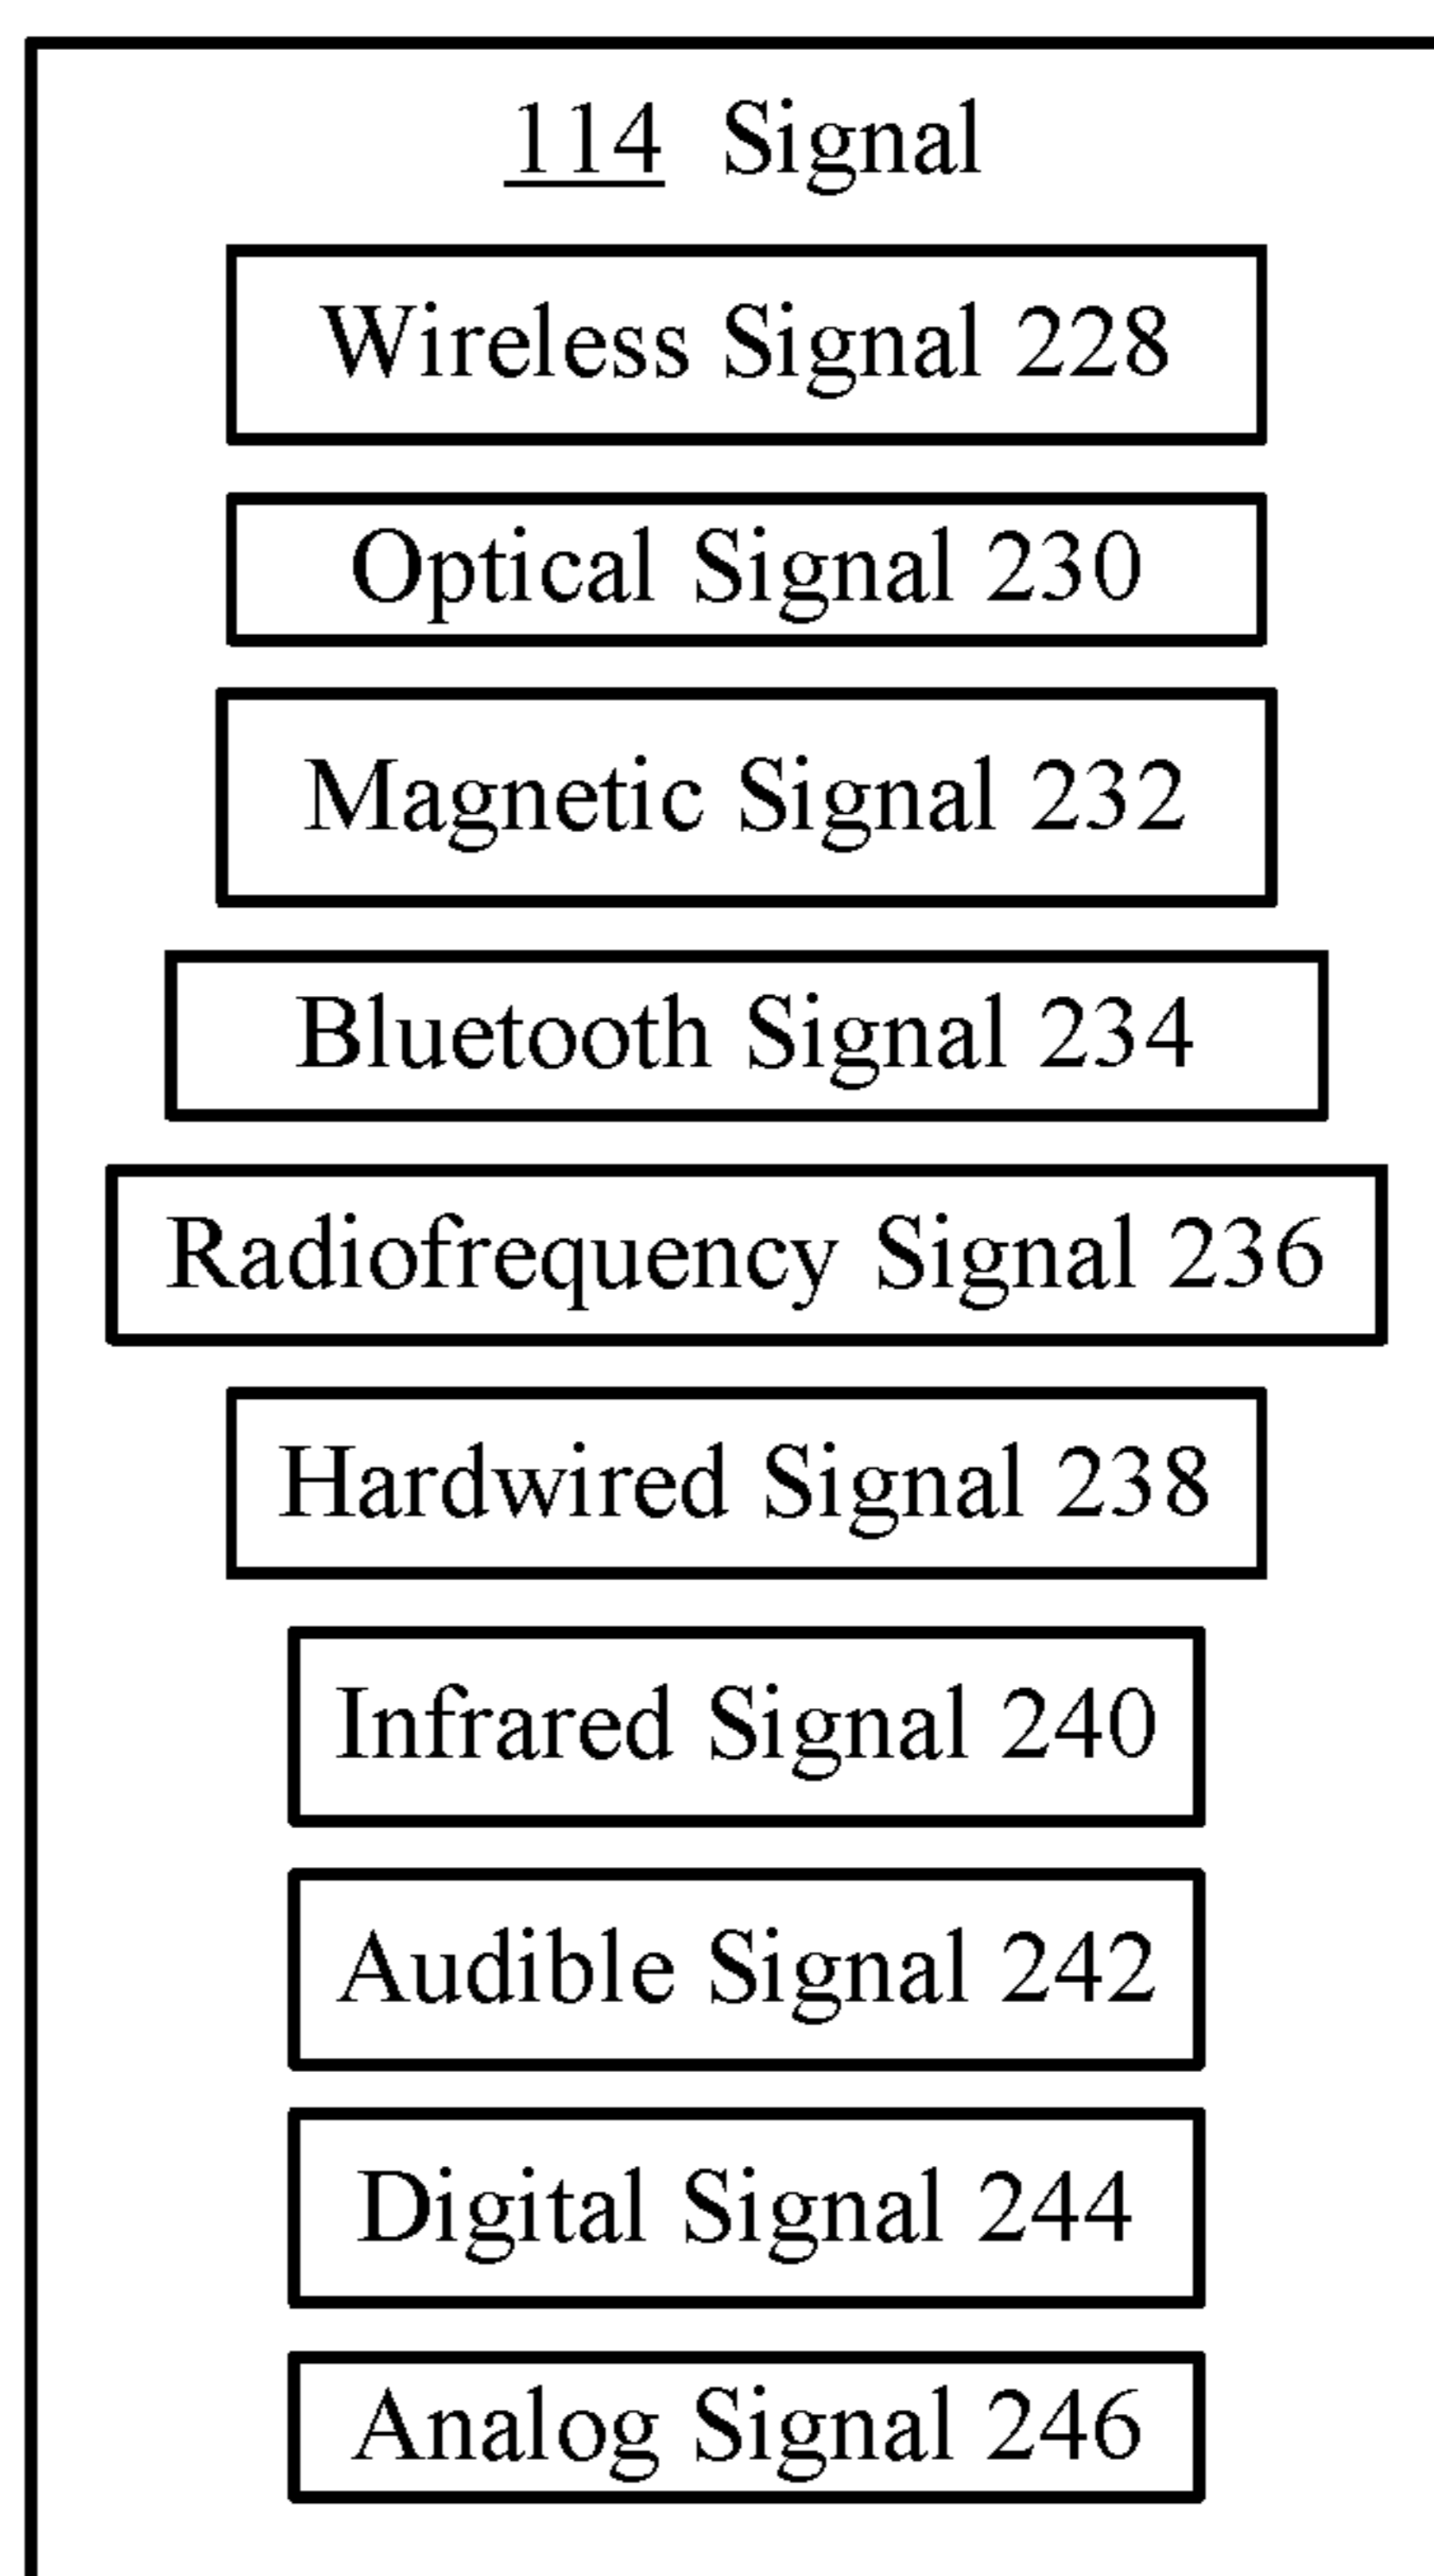 114 Signal
Wireless Signal 228
Optical Signal 230
Magnetic Signal 232
Bluetooth Signal 234
Radiofrequency Signal 236
Hardwired Signal 238
Infrared Signal 240
Audible Signal 242
Digital Signal 244
Analog Signal 246